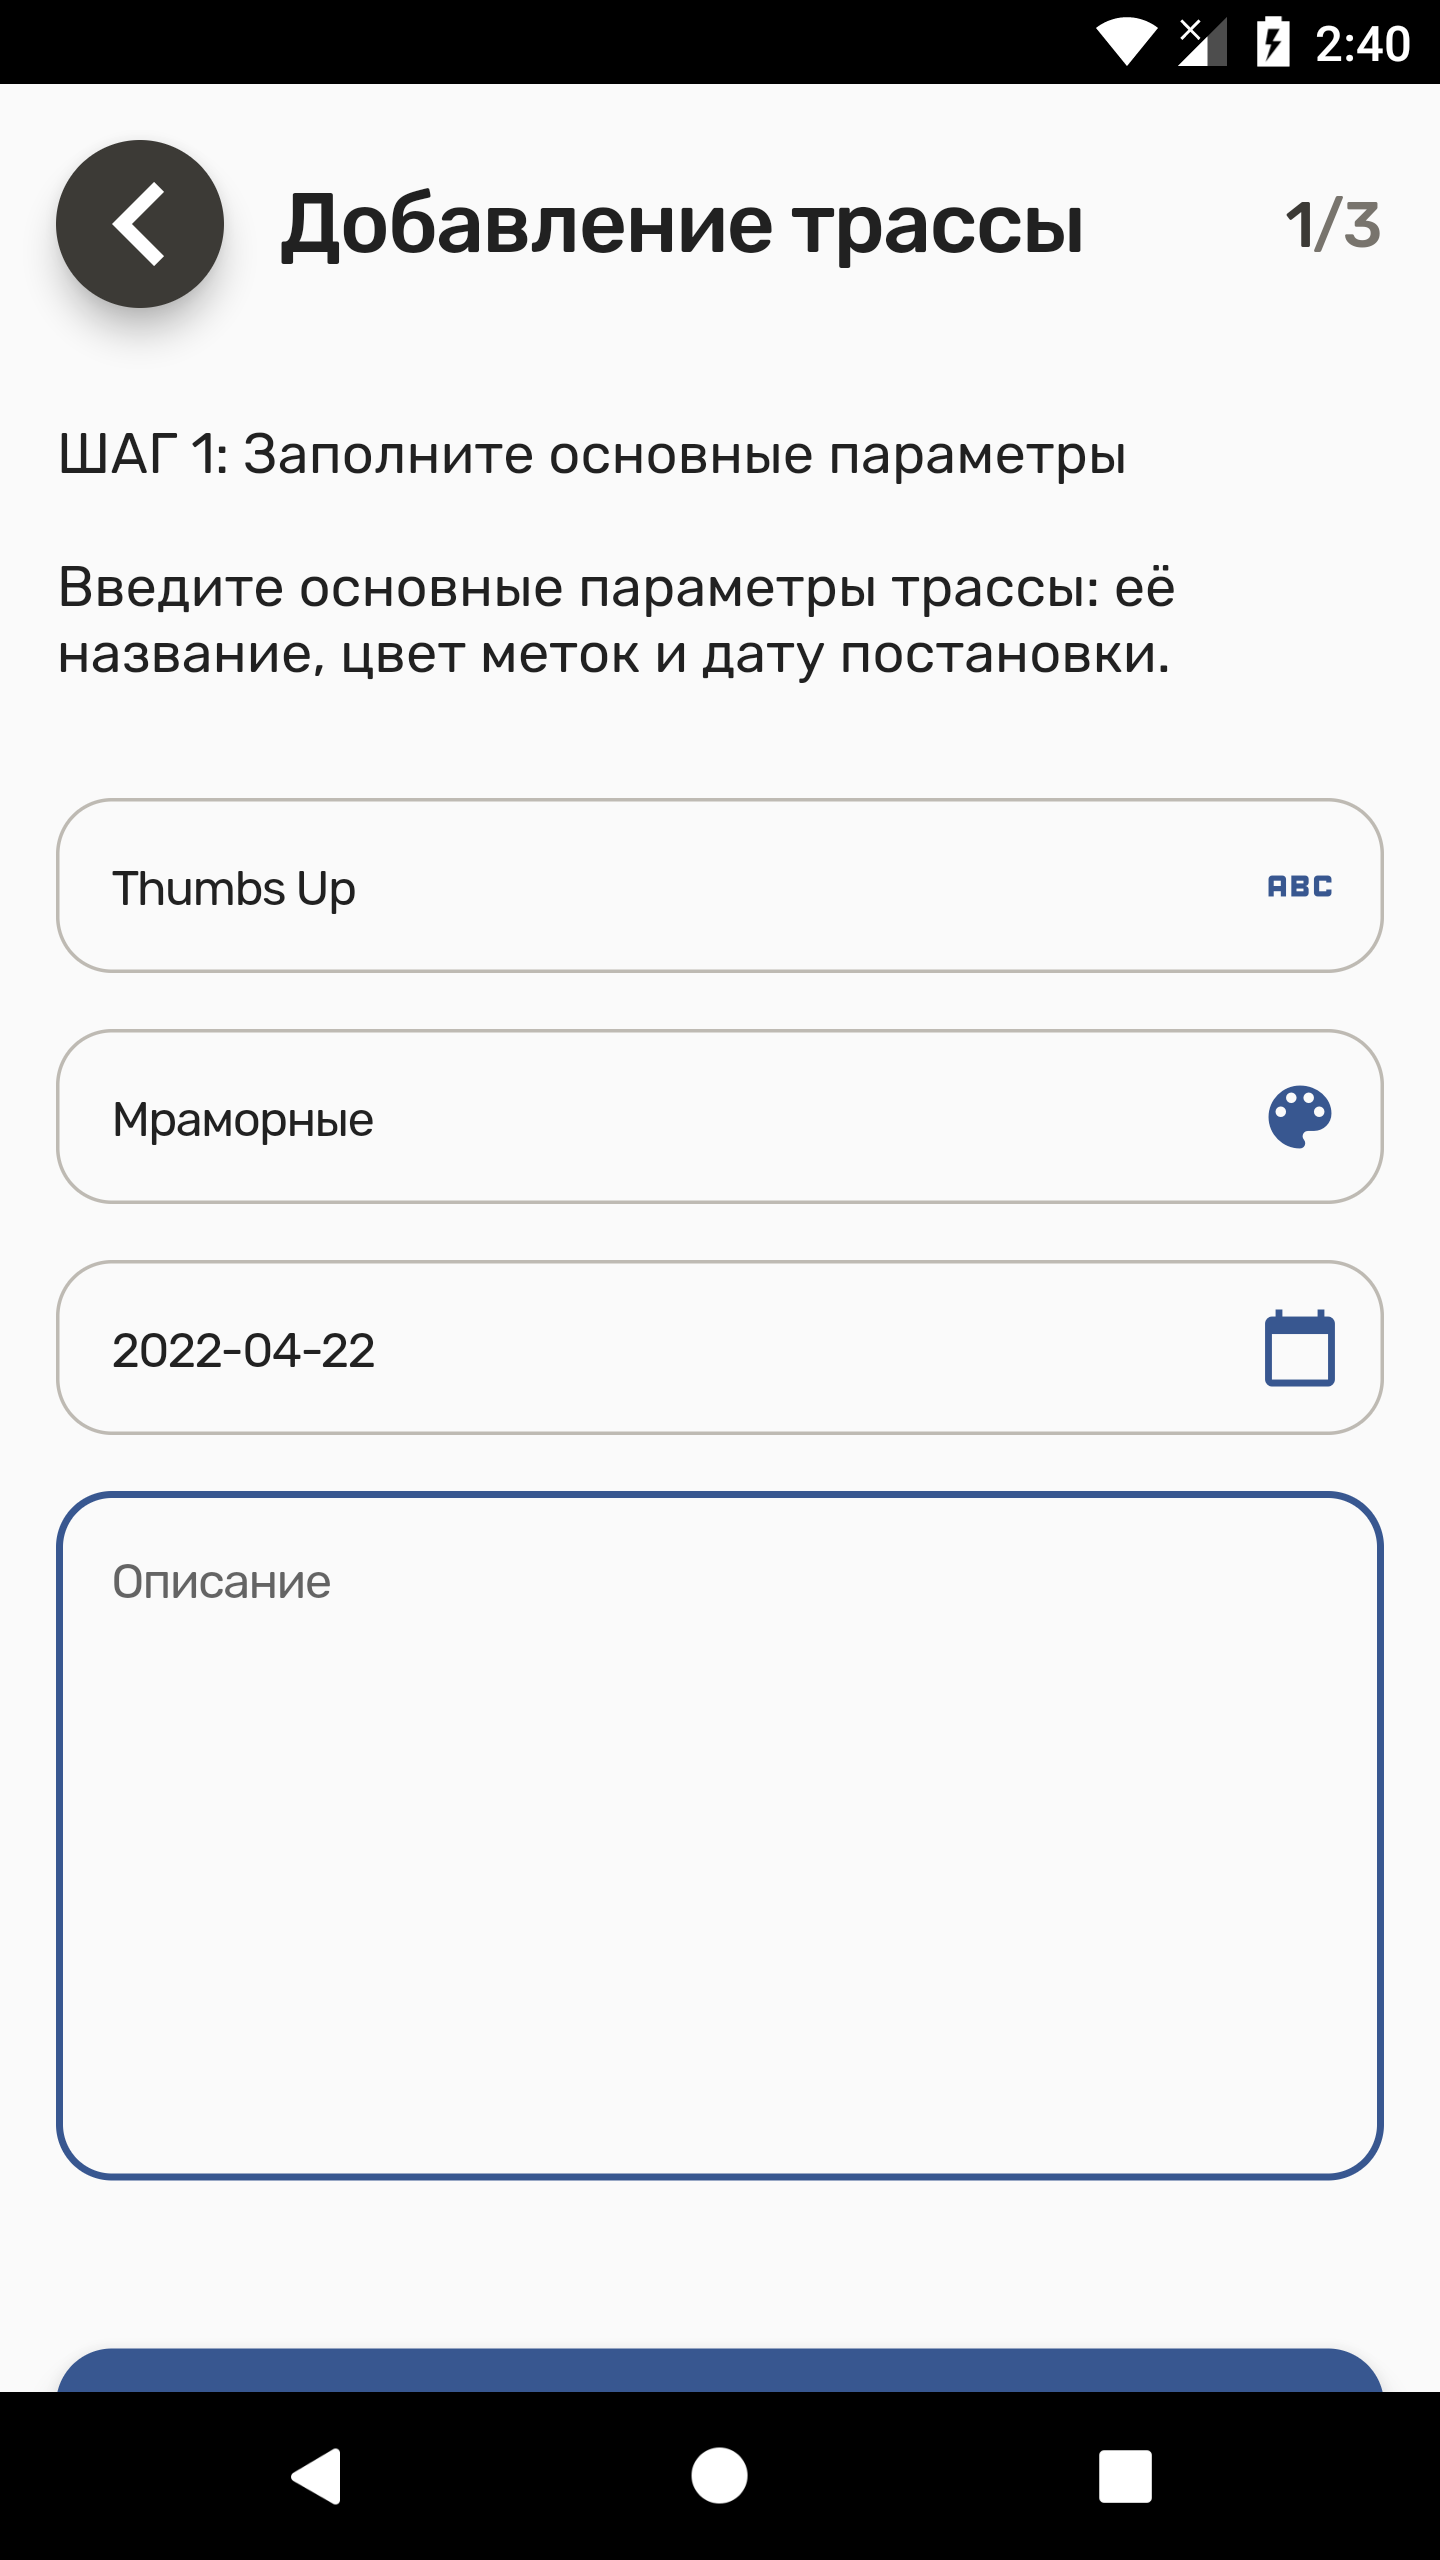 2:40
Добавление трассы
1/3
ШАГ 1: Заполните основные параметры
Введите основные параметры трассы: её
название, цвет меток и дату постановки.
Thumbs Up
ABC
Мраморные
2022-04-22
Описание